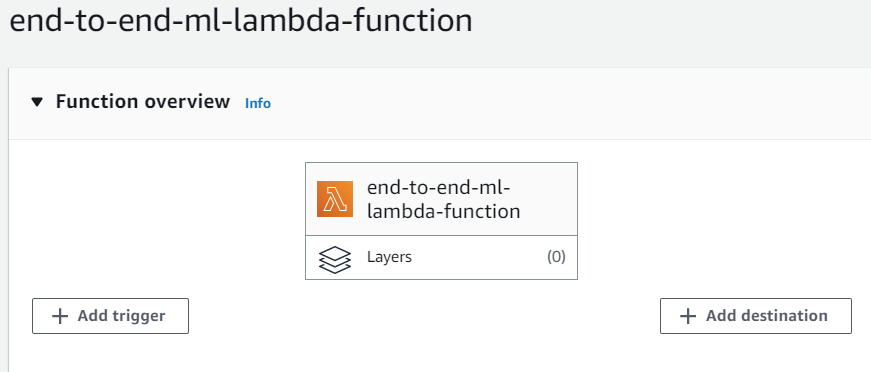 end-to-end-ml-lambda-function
Function overview Info
end-to-end-ml-
lambda-function
Layers (0)
Add trigger
Add destination